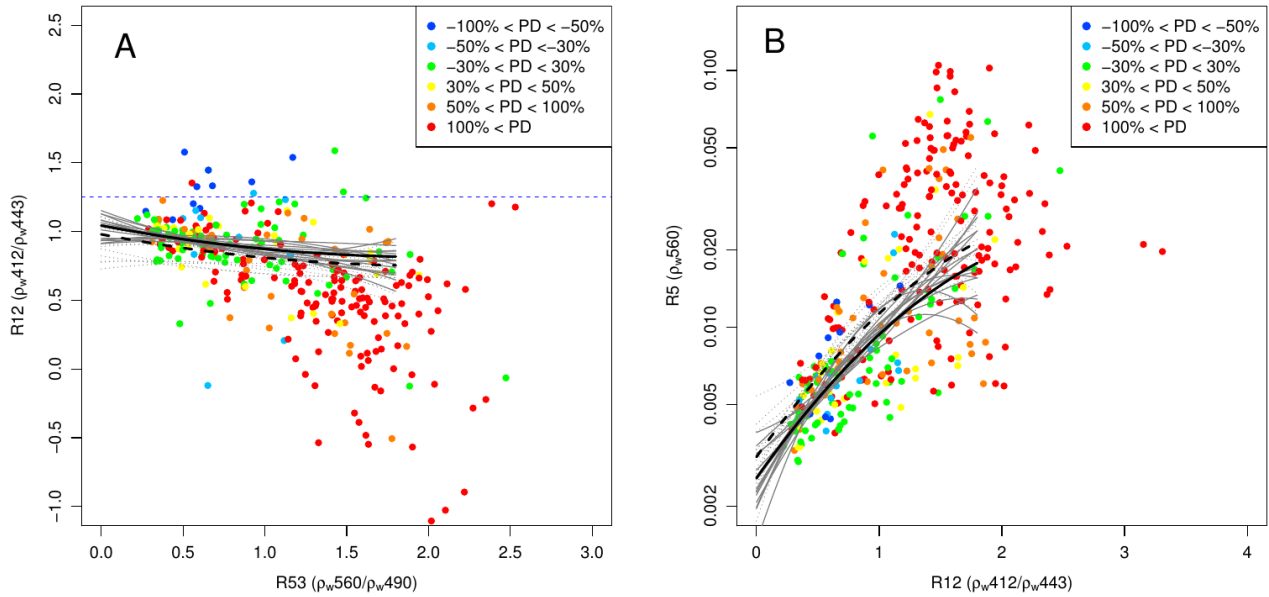 A
−100% < PD < −50%
−50% < PD <−30%
−30% < PD < 30%
30% < PD < 50%
50% < PD < 100%
100% < PD
R12 (ρw412/ρw443)
2.5
2.0
1.5
1.0
0.5
0.0
−0.5
−1.0
0.0 0.5 1.0 1.5 2.0 2.5 3.0
R53 (ρw560/ρw490)
B
−100% < PD < −50%
−50% < PD <−30%
−30% < PD < 30%
30% < PD < 50%
50% < PD < 100%
100% < PD
R5 (ρw560)
0.100
0.050
0.020
0.010
0.005
0.002
0 1 2 3 4
R12 (ρw412/ρw443)